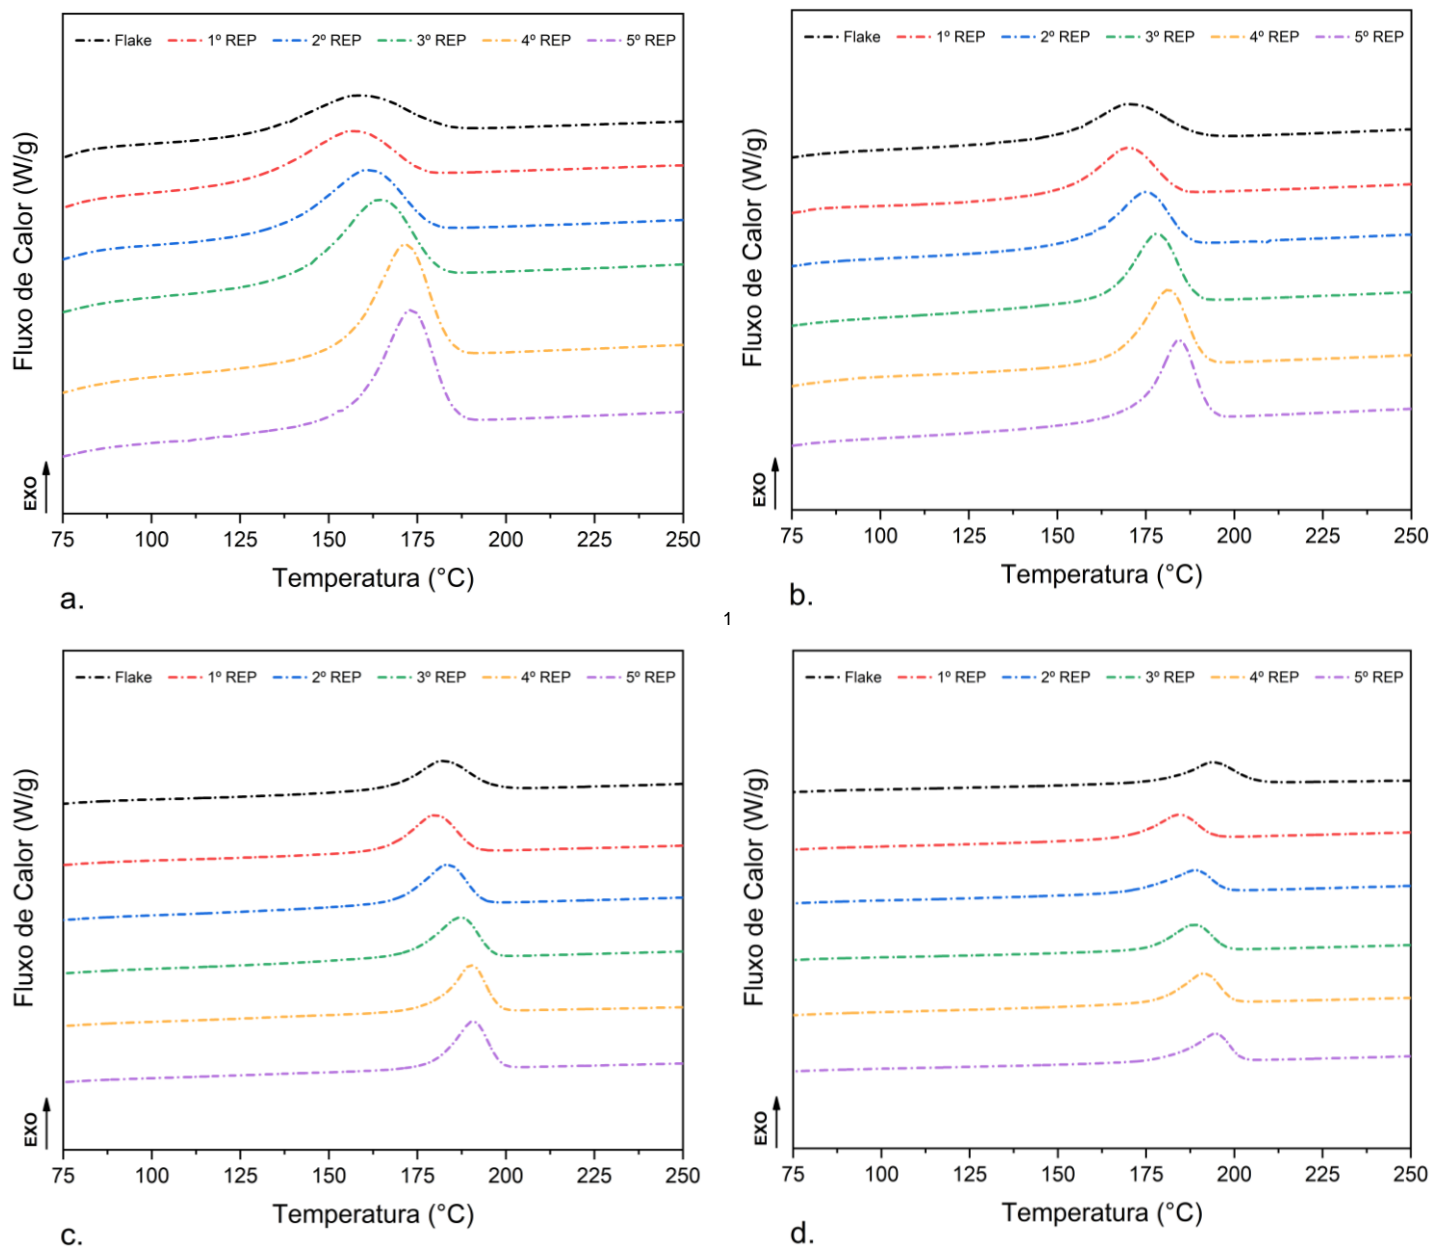 Flake 1º REP 2º REP 3º REP 4º REP 5º REP
Fluxo de Calor (W/g)
EXO
75 100 125 150 175 200 225 250
Temperatura (°C)
a.
Flake 1º REP 2º REP 3º REP 4º REP 5º REP
Fluxo de Calor (W/g)
EXO
75 100 125 150 175 200 225 250
Temperatura (°C)
b.
1
Flake 1º REP 2º REP 3º REP 4º REP 5º REP
Fluxo de Calor (W/g)
EXO
75 100 125 150 175 200 225 250
Temperatura (°C)
c.
Flake 1º REP 2º REP 3º REP 4º REP 5º REP
Fluxo de Calor (W/g)
EXO
75 100 125 150 175 200 225 250
Temperatura (°C)
d.